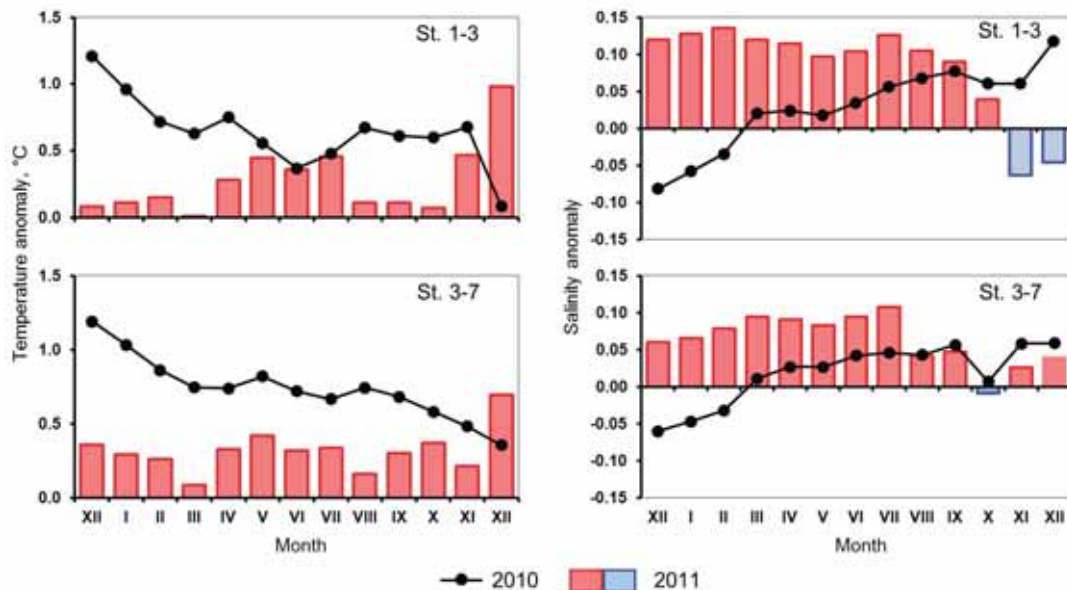 Temperature anomaly, °C
1.5
1.0
0.5
0.0
St. 1-3
1.5
1.0
0.5
0.0
St. 3-7
XII I II III IV V VI VII VIII IX X XI XII
Month
Salinity anomaly
0.15
0.10
0.05
0.00
-0.05
-0.10
-0.15
St. 1-3
0.15
0.10
0.05
0.00
-0.05
-0.10
-0.15
St. 3-7
XII I II III IV V VI VII VIII IX X XI XII
Month
2010 2011